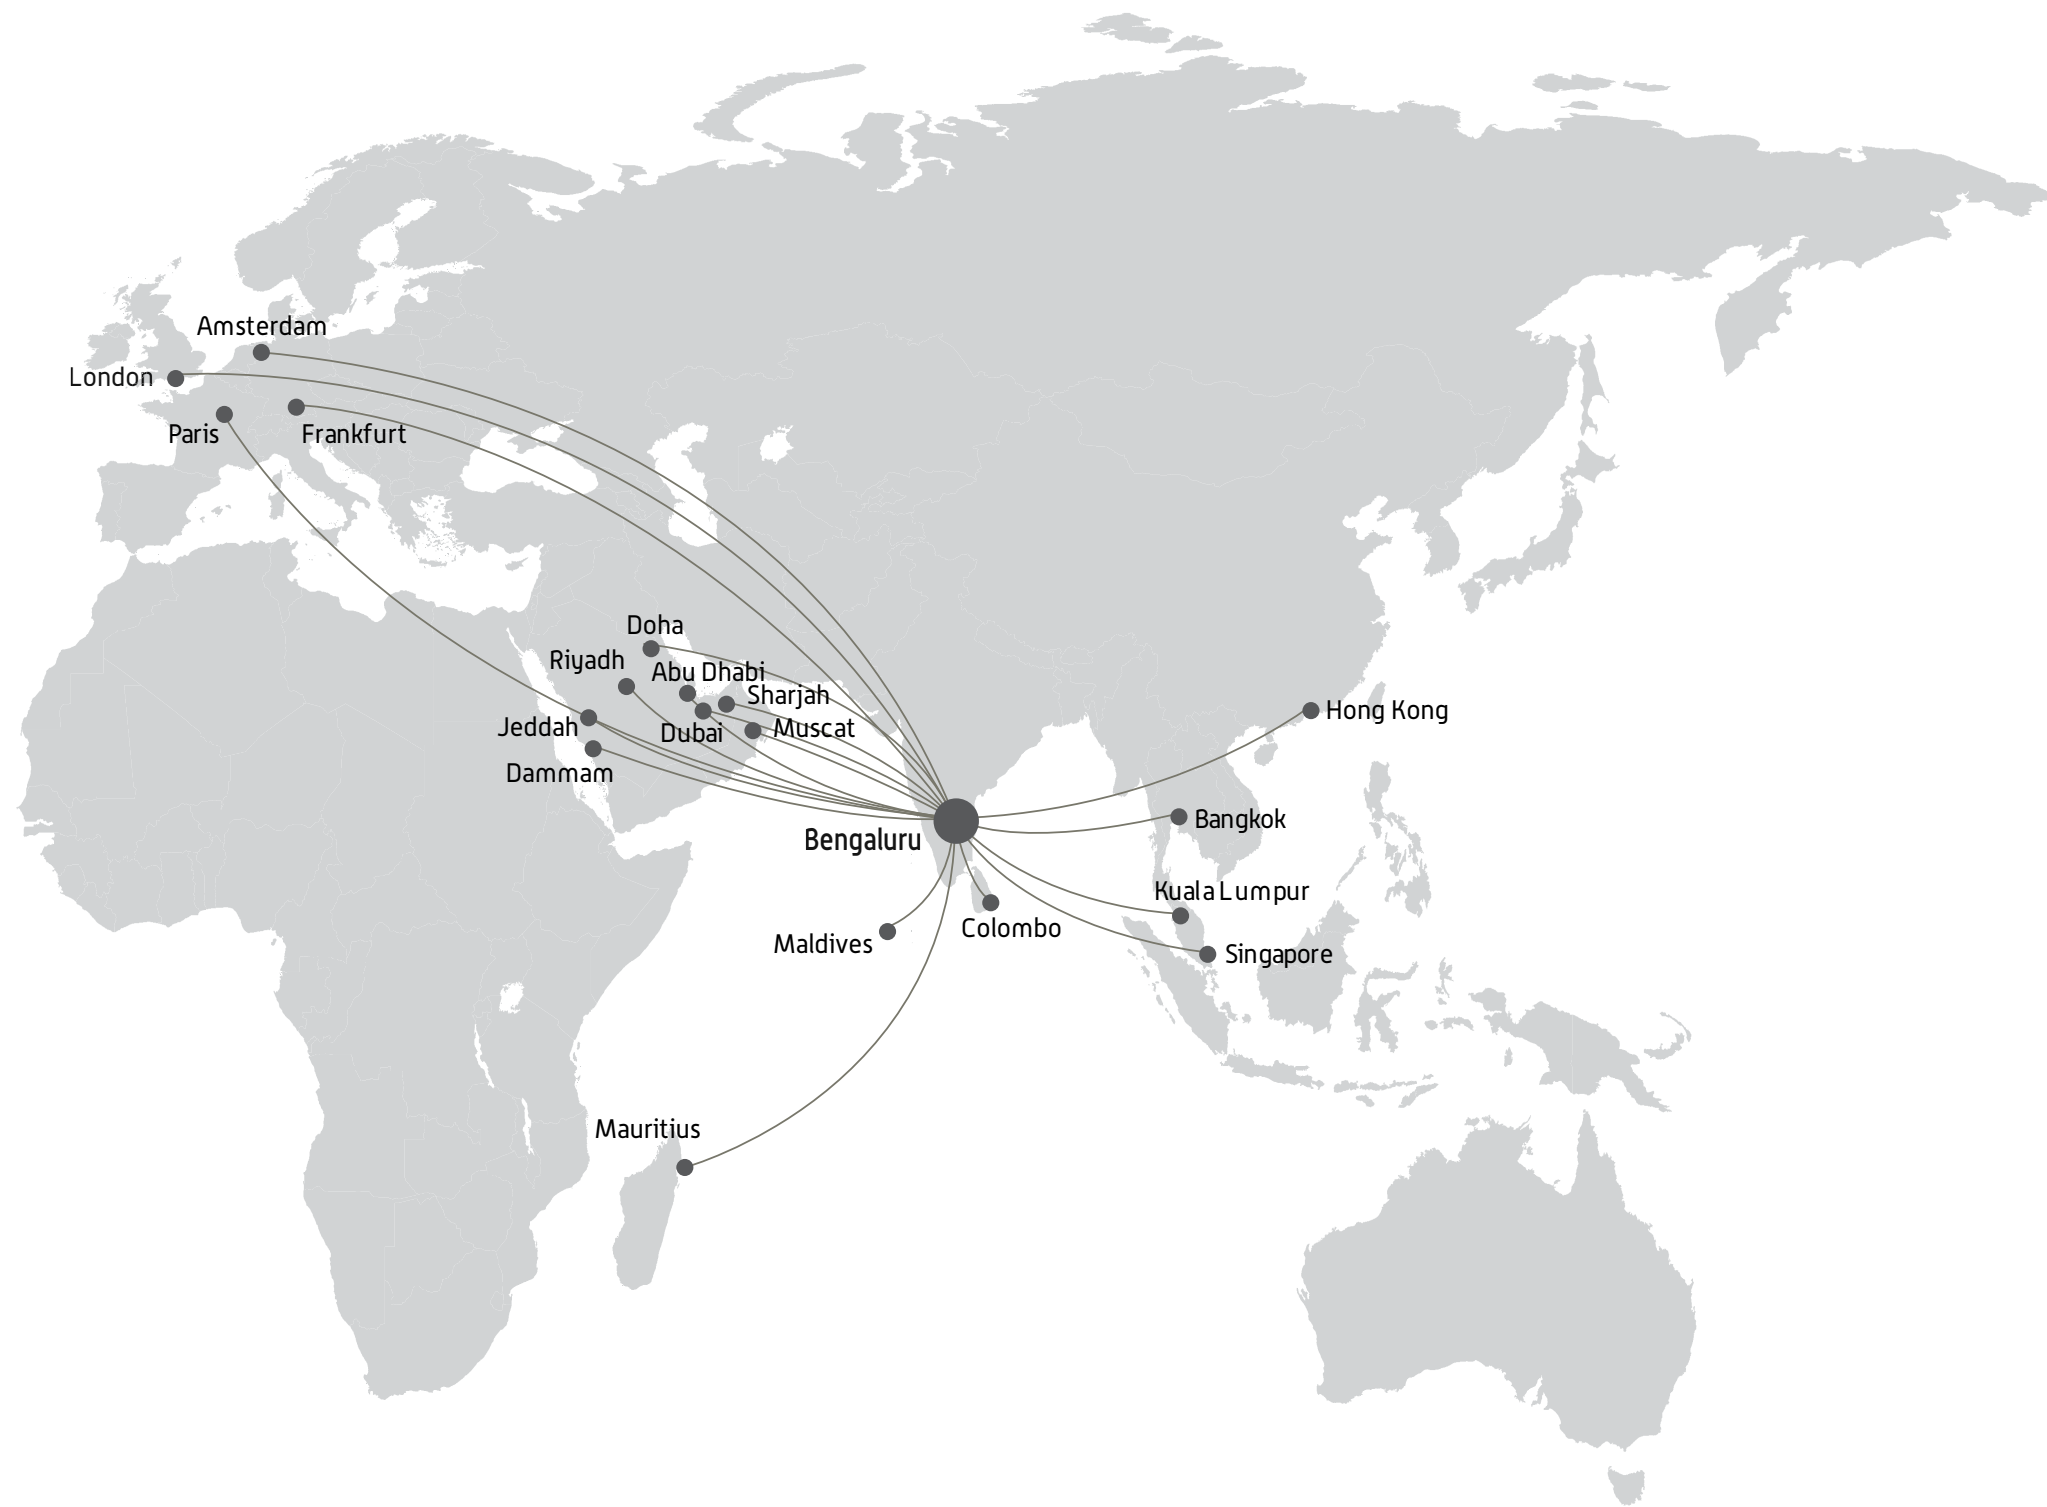 Amsterdam
London
Paris
Frankfurt
Doha
Riyadh
Abu Dhabi
Sharjah
Jeddah
Dubai
Muscat
Hong Kong
Dammam
Bengaluru
Bangkok
Kuala Lumpur
Colombo
Maldives
Singapore
Mauritius